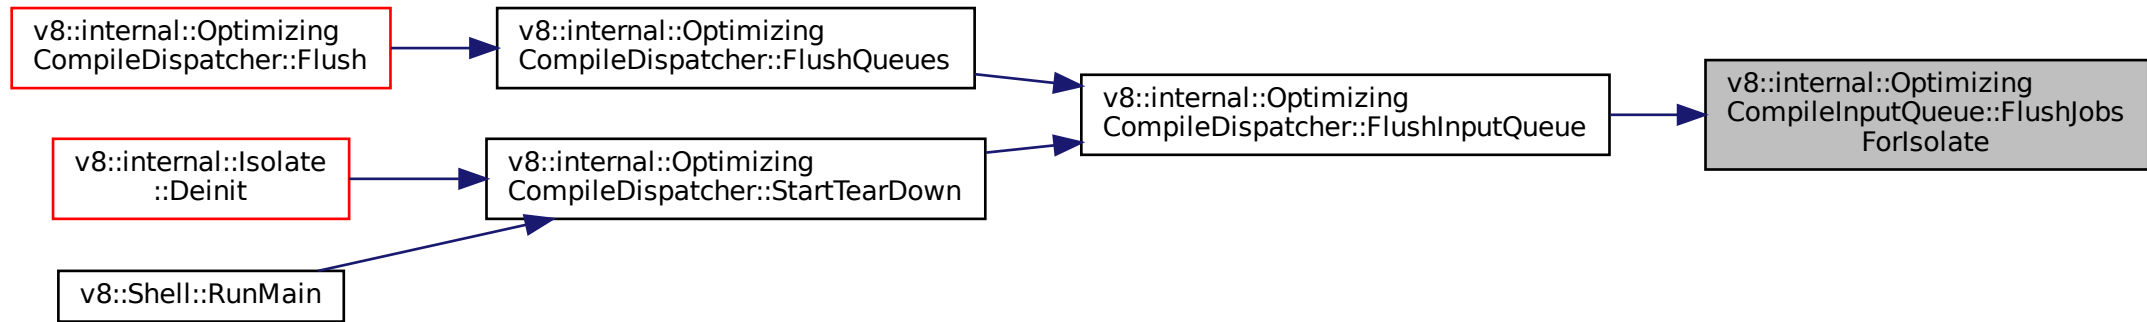 v8::internal::Optimizing
CompileDispatcher::Flush
v8::internal::Optimizing
CompileDispatcher::FlushQueues
v8::internal::Optimizing
CompileDispatcher::FlushInputQueue
v8::internal::Optimizing
CompileInputQueue::FlushJobs
ForIsolate
v8::internal::Isolate
::Deinit
v8::internal::Optimizing
CompileDispatcher::StartTearDown
v8::Shell::RunMain